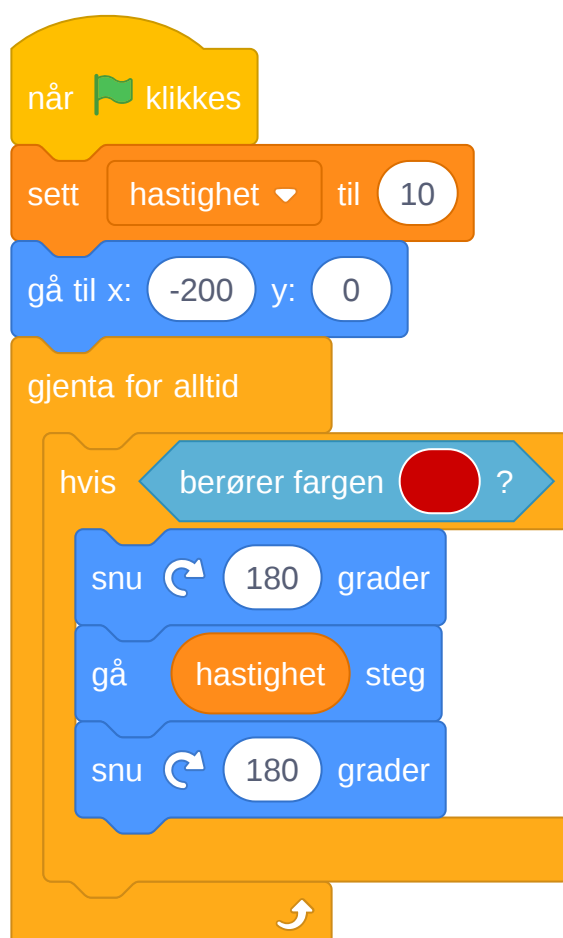 når klikkes
sett hastighet til 10
gå til x: -200 y: 0
gjenta for alltid
hvis berører fargen ?
snu 180 grader
gå hastighet steg
snu 180 grader